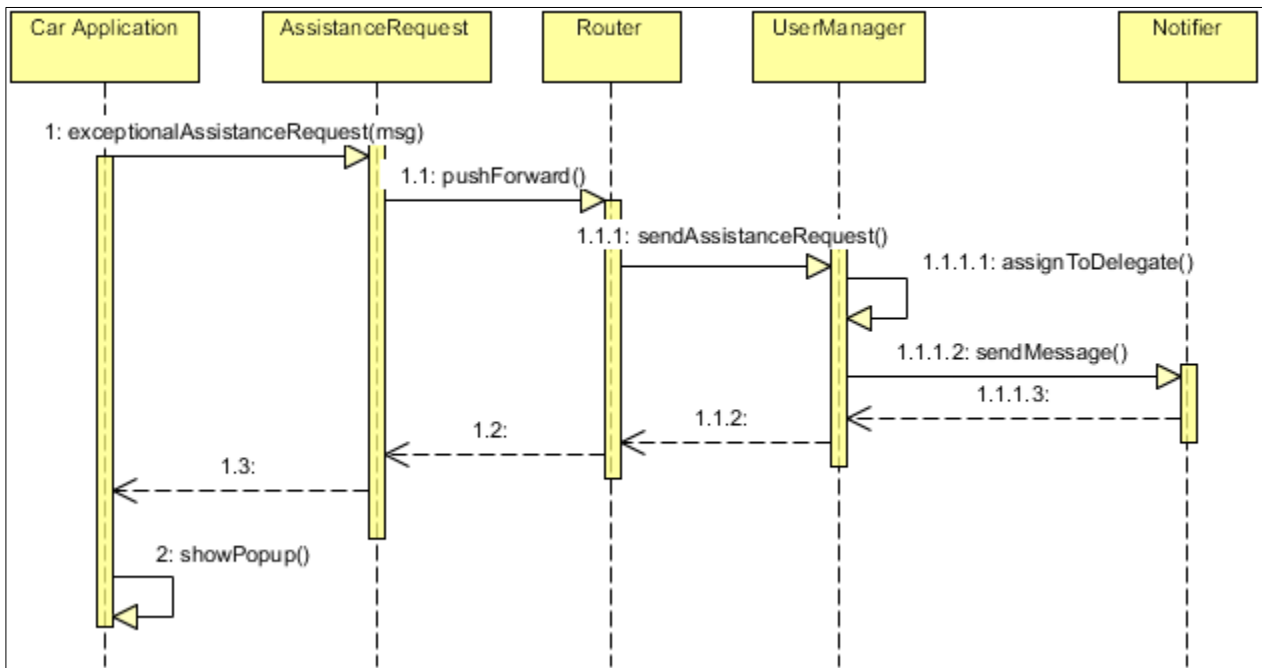 Car Application
AssistanceRequest
Router
UserManager
Notifier
1: exceptionalAssistanceRequest(msg)
1.1: pushForward()
1.1.1: sendAssistanceRequest()
1.1.1.1: assignToDelegate()
1.1.1.2: sendMessage()
1.1.1.3:
1.1.2:
1.2:
1.3:
2: showPopup()